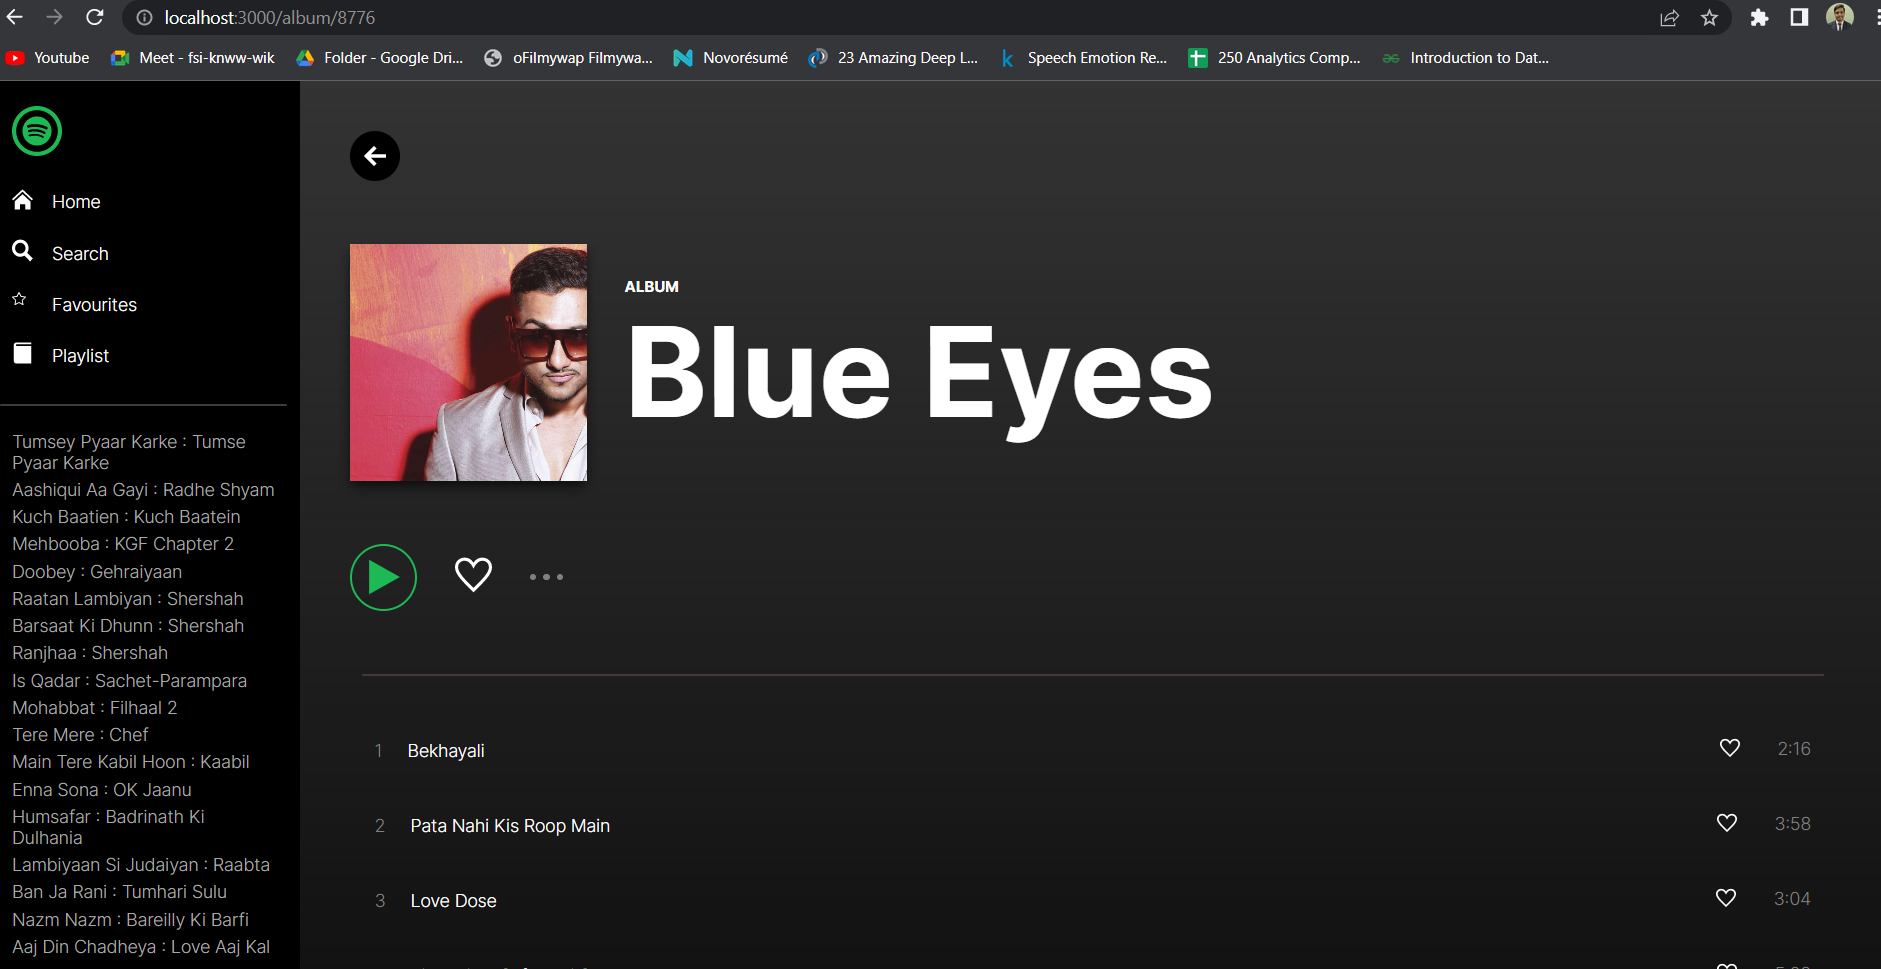 localhost:3000/album/8776
Youtube
Meet - fsi-knww-wik
Folder - Google Dri...
oFilmywap Filmywa...
Novorésumé
23 Amazing Deep L...
Speech Emotion Re...
250 Analytics Comp...
Introduction to Dat...
Home
Search
Favourites
Playlist
Tumsey Pyaar Karke : Tumse
Pyaar Karke
Aashiqui Aa Gayi : Radhe Shyam
Kuch Baatien : Kuch Baatein
Mehbooba : KGF Chapter 2
Doobey : Gehraiyaan
Raatan Lambiyan : Shershah
Barsaat Ki Dhunn : Shershah
Ranjhaa : Shershah
Is Qadar : Sachet-Parampara
Mohabbat : Filhaal 2
Tere Mere : Chef
Main Tere Kabil Hoon : Kaabil
Enna Sona : OK Jaanu
Humsafar : Badrinath Ki
Dulhania
Lambiyaan Si Judaiyan : Raabta
Ban Ja Rani : Tumhari Sulu
Nazm Nazm : Bareilly Ki Barfi
Aaj Din Chadheya : Love Aaj Kal
ALBUM
Blue Eyes
1 Bekhayali 2:16
2 Pata Nahi Kis Roop Main 3:58
3 Love Dose 3:04